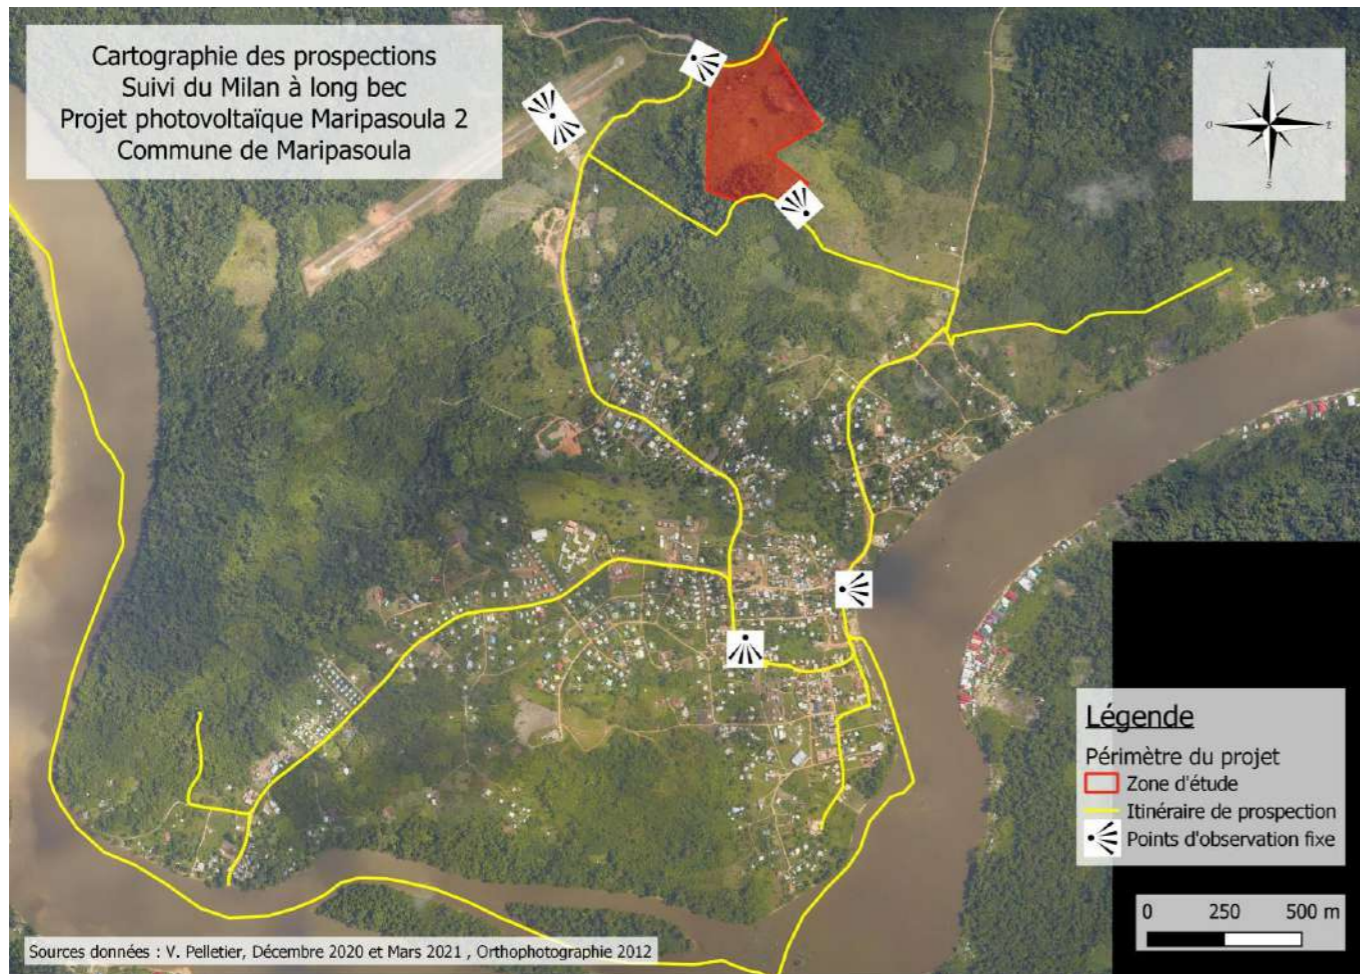 Cartographie des prospections
Suivi du Milan à long bec
Projet photovoltaïque Maripasoula 2
Commune de Maripasoula
N
O
E
S
Légende
Périmètre du projet
Zone d'étude
Itinéraire de prospection
Points d'observation fixe
0 250 500 m
Sources données : V. Pelletier, Décembre 2020 et Mars 2021 , Orthophotographie 2012